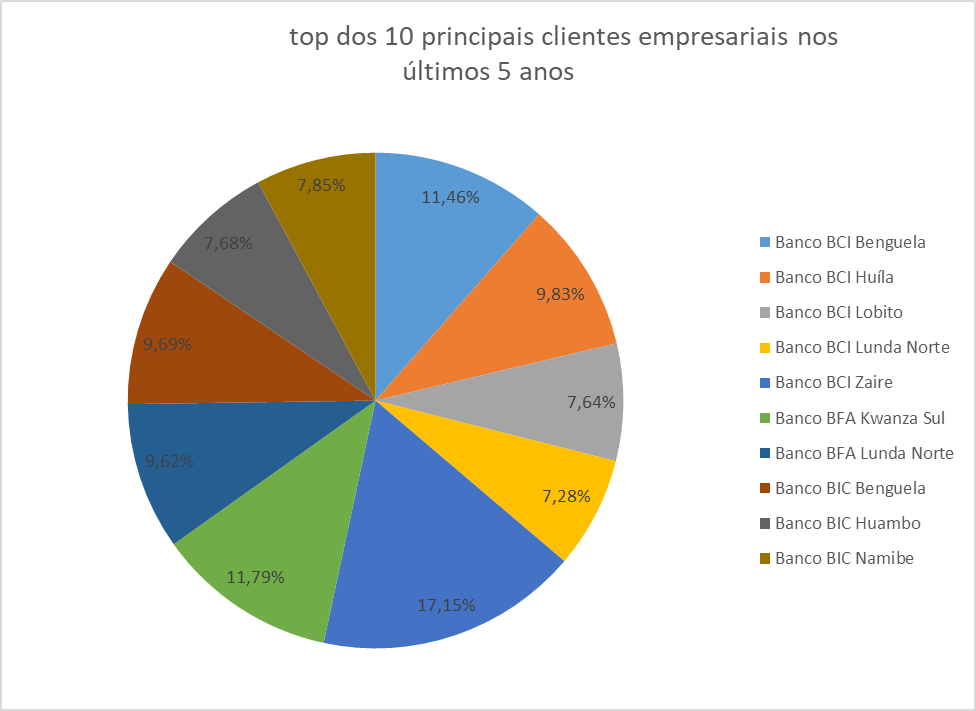 top dos 10 principais clientes empresariais nos
últimos 5 anos
11,46%
9,83%
7,64%
7,28%
17,15%
11,79%
9,62%
9,69%
7,68%
7,85%
Banco BCI Benguela
Banco BCI Huíla
Banco BCI Lobito
Banco BCI Lunda Norte
Banco BCI Zaire
Banco BFA Kwanza Sul
Banco BFA Lunda Norte
Banco BIC Benguela
Banco BIC Huambo
Banco BIC Namibe